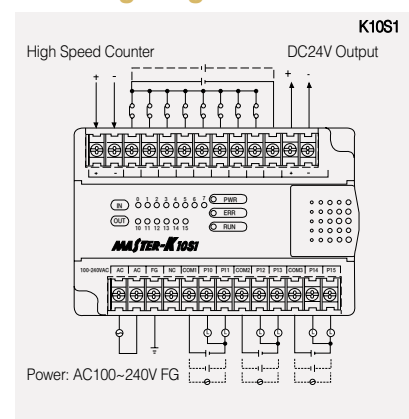 K10S1
High Speed Counter DC24V Output
+ - + -
+ - + -
IN 0 1 2 3 4 5 6 7 PWR
ERR
OUT 10 11 12 13 14 15 RUN
MASTER-K 10S1
100-240VAC AC AC FG NC COM1 P10 P11 COM2 P12 P13 COM3 P14 P15
L L L L L L
Power: AC100~240V FG